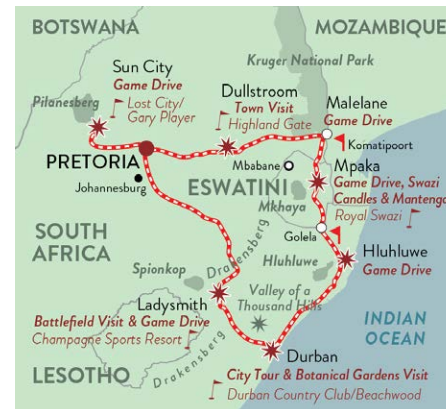 BOTSWANA
MOZAMBIQUE
Kruger National Park
Sun City
Game Drive
Lost City/
Gary Player
Pilanesberg
Dullstroom
Town Visit
Highland Gate
Malelane
Game Drive
Komatipoort
PRETORIA
Johannesburg
Mbabane
ESWATINI
Mkhaya
Mpaka
Game Drive, Swazi
Candles & Mantenga
Royal Swazi
Golela
SOUTH
AFRICA
Drakensberg
Spionkop
Hluhluwe
Hluhluwe
Game Drive
Ladysmith
Battlefield Visit & Game Drive
Champagne Sports Resort
Valley of a
Thousand Hills
INDIAN
OCEAN
LESOTHO
Drakensberg
Durban
City Tour & Botanical Gardens Visit
Durban Country Club/Beachwood